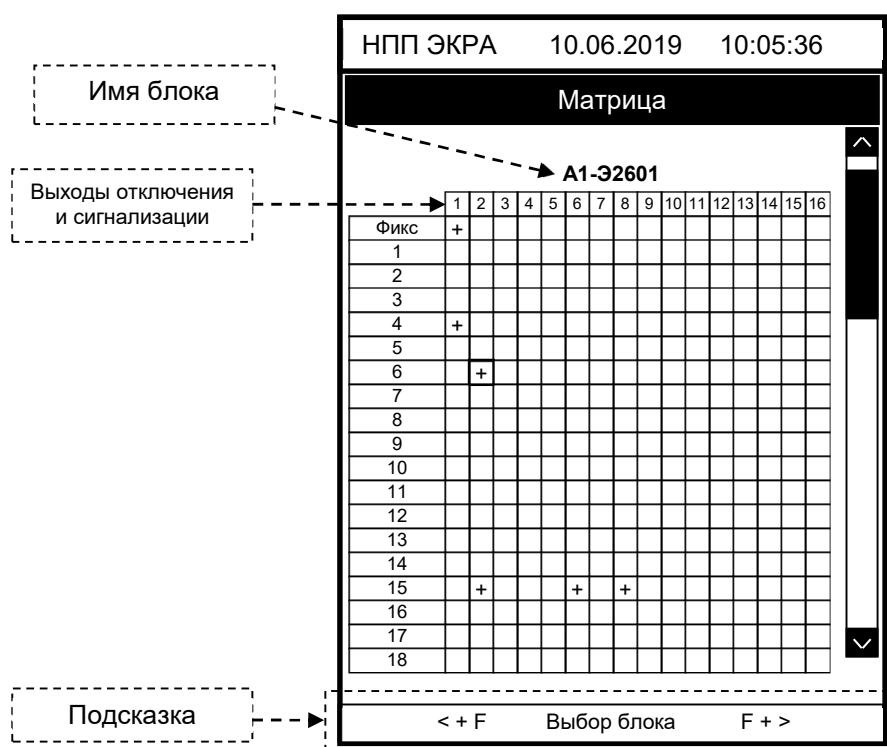 НПП ЭКРА 10.06.2019 10:05:36
Имя блока
Матрица
А1-Э2601
Выходы отключения
и сигнализации
1 2 3 4 5 6 7 8 9 10 11 12 13 14 15 16
Фикс +
1
2
3
4 +
5
6 +
7
8
9
10
11
12
13
14
15 + + +
16
17
18
Подсказка
< + F Выбор блока F + >